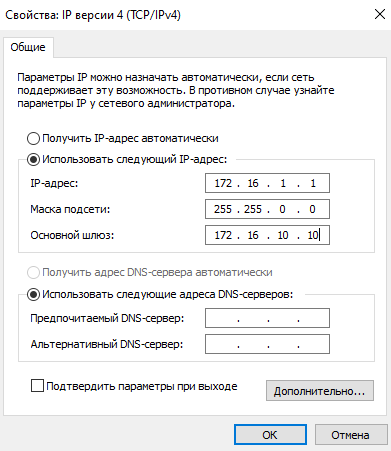 Свойства: IP версии 4 (TCP/IPv4)
Общие
Параметры IP можно назначать автоматически, если сеть
поддерживает эту возможность. В противном случае узнайте
параметры IP у сетевого администратора.
Получить IP-адрес автоматически
Использовать следующий IP-адрес:
IP-адрес: 172 . 16 . 1 . 1
Маска подсети: 255 . 255 . 0 . 0
Основной шлюз: 172 . 16 . 10 . 10
Получить адрес DNS-сервера автоматически
Использовать следующие адреса DNS-серверов:
Предпочитаемый DNS-сервер: . . .
Альтернативный DNS-сервер: . . .
Подтвердить параметры при выходе
Дополнительно...
OK Отмена